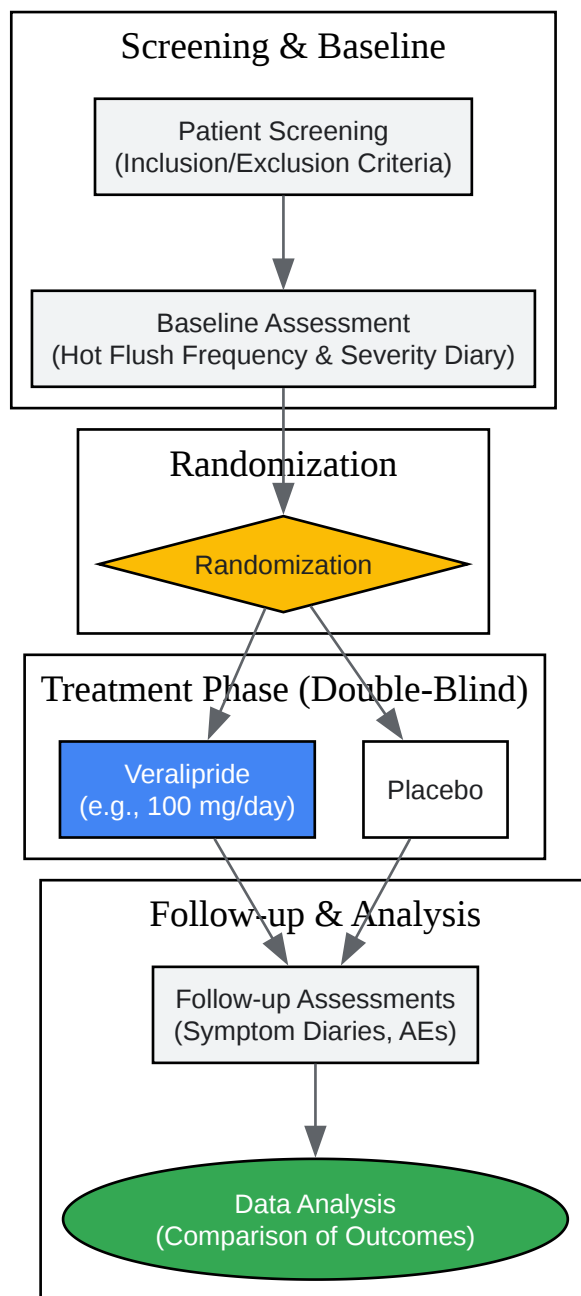 Screening & Baseline
Patient Screening
(Inclusion/Exclusion Criteria)
Baseline Assessment
(Hot Flush Frequency & Severity Diary)
Randomization
Randomization
Treatment Phase (Double-Blind)
Veralipride
(e.g., 100 mg/day)
Placebo
Follow-up & Analysis
Follow-up Assessments
(Symptom Diaries, AEs)
Data Analysis
(Comparison of Outcomes)